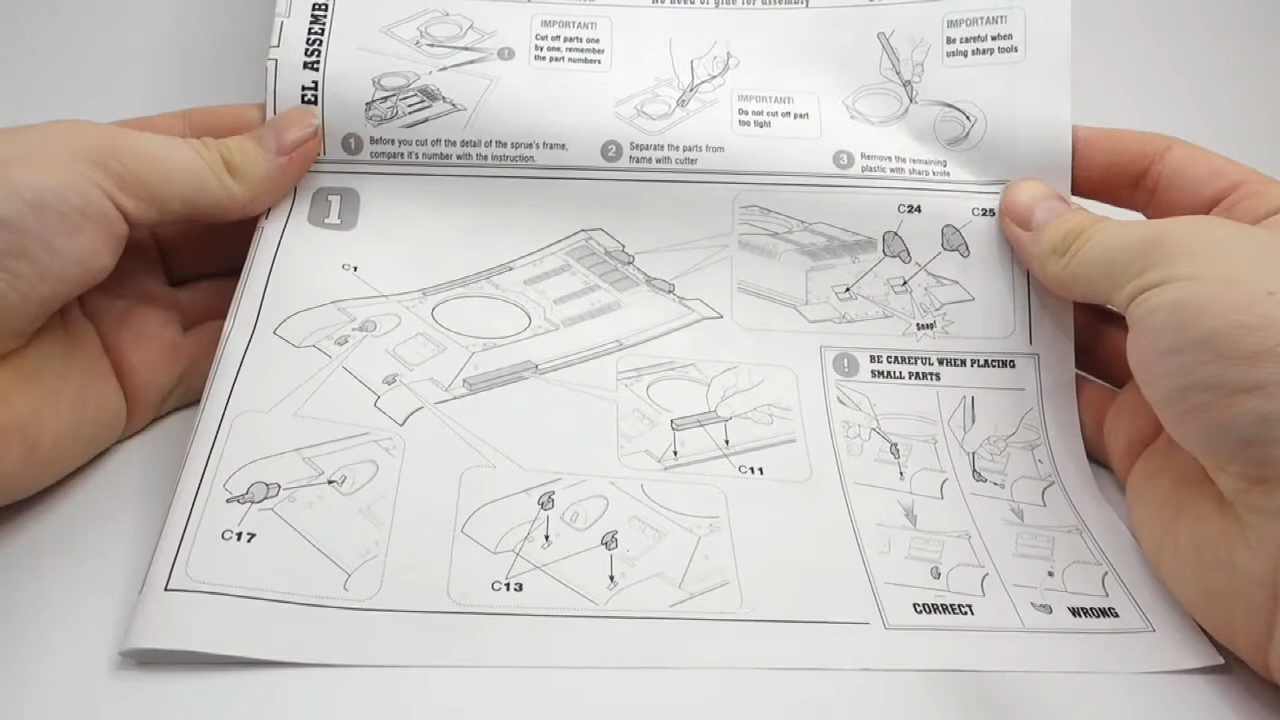 EL ASSEMB
No need of glue for assembly
IMPORTANT!
Cut off parts one
by one, remember
the part numbers
!
IMPORTANT!
Do not cut off part
too tight
IMPORTANT!
Be careful when
using sharp tools
1 Before you cut off the detail of the sprue's frame,
compare it's number with the instruction.
2 Separate the parts from
frame with cutter
3 Remove the remaining
plastic with sharp knife
1
C1
C24
C25
Snap!
C11
C17
C13
! BE CAREFUL WHEN PLACING
SMALL PARTS
CORRECT
WRONG